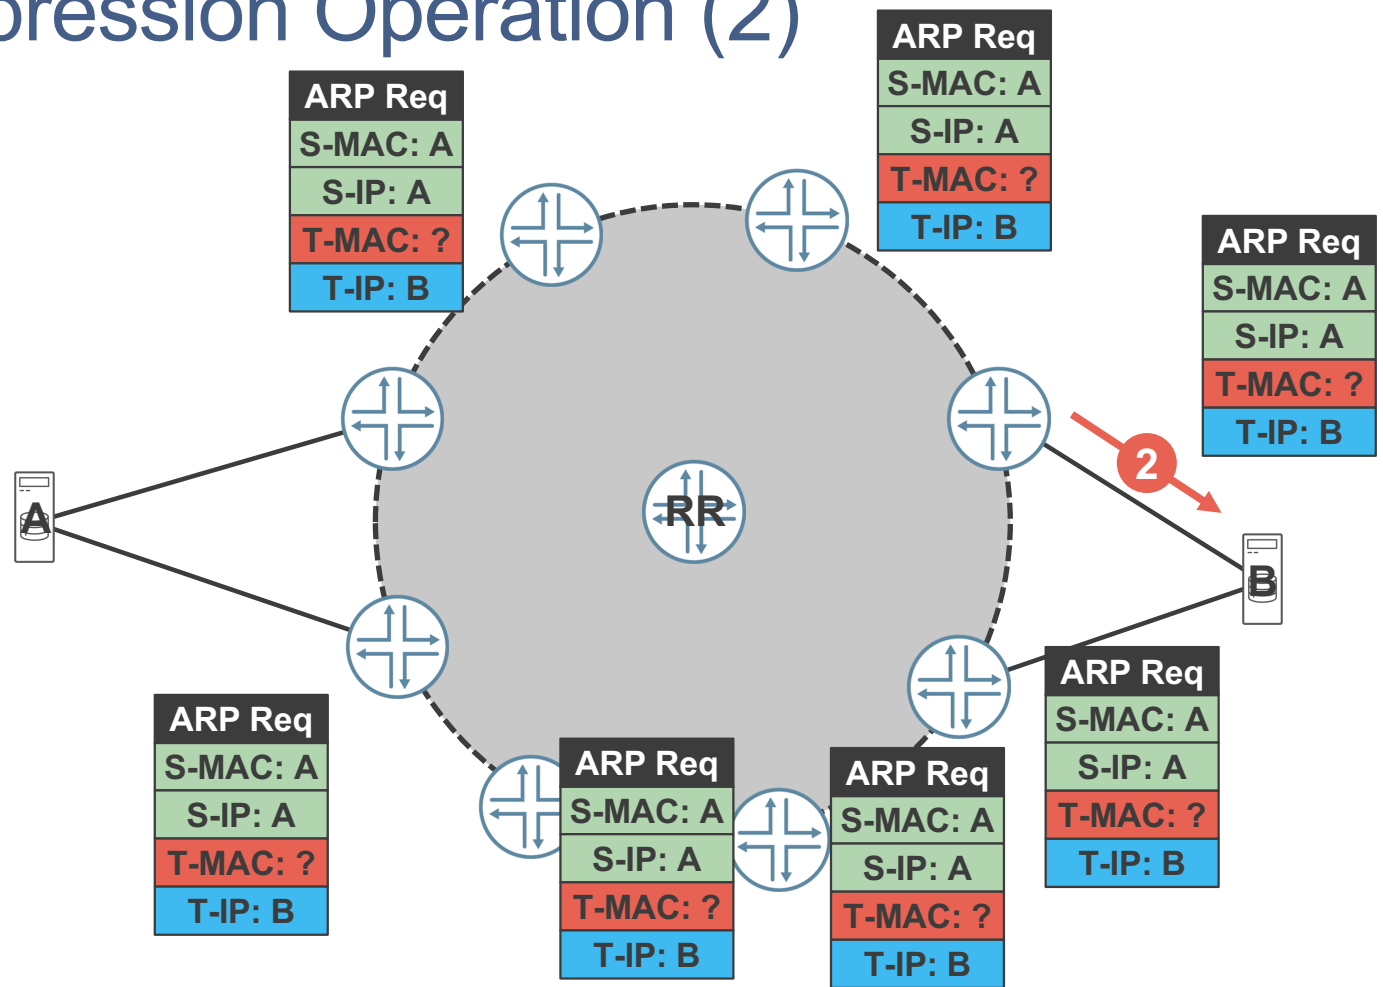 pression Operation (2)
ARP Req
S-MAC: A
S-IP: A
T-MAC: ?
T-IP: B
ARP Req
S-MAC: A
S-IP: A
T-MAC: ?
T-IP: B
ARP Req
S-MAC: A
S-IP: A
T-MAC: ?
T-IP: B
2
A
RR
B
ARP Req
S-MAC: A
S-IP: A
T-MAC: ?
T-IP: B
ARP Req
S-MAC: A
S-IP: A
T-MAC: ?
T-IP: B
ARP Req
S-MAC: A
S-IP: A
T-MAC: ?
T-IP: B
ARP Req
S-MAC: A
S-IP: A
T-MAC: ?
T-IP: B